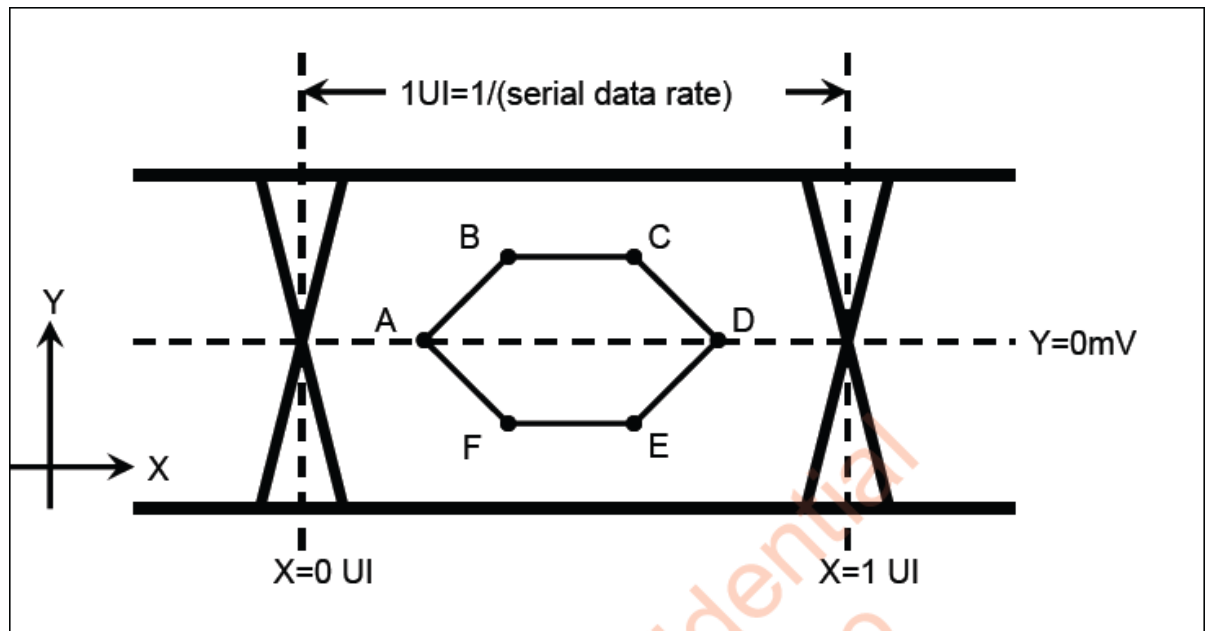 1UI=1/(serial data rate)
B
C
Y
A
D
Y=0mV
F
E
X
X=0 UI
X=1 UI